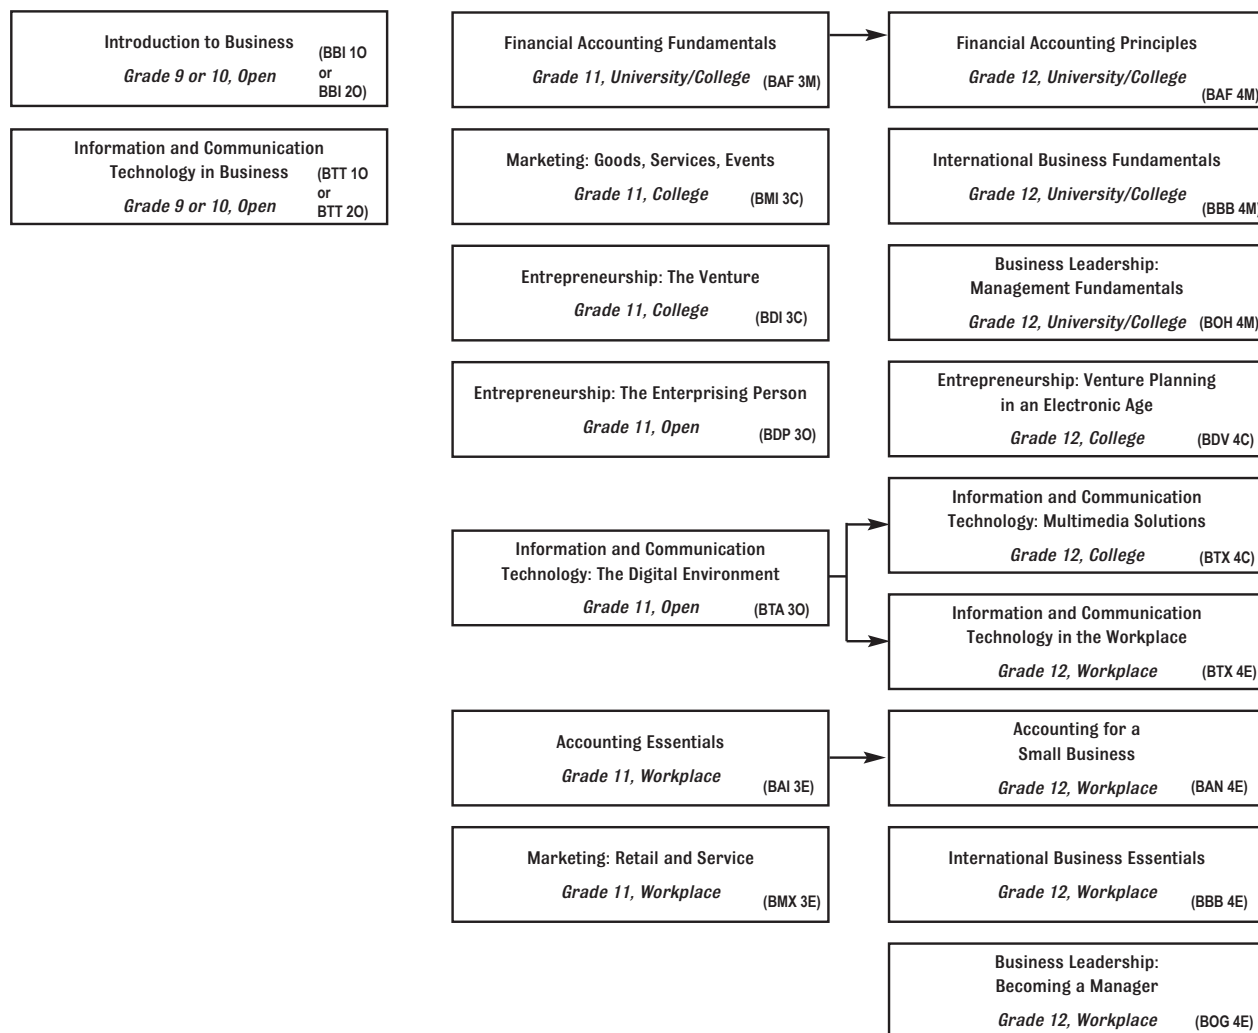 Introduction to Business
Grade 9 or 10, Open
(BBI 1O
or
BBI 2O)
Information and Communication
Technology in Business
Grade 9 or 10, Open
(BTT 1O
or
BTT 2O)
Financial Accounting Fundamentals
Grade 11, University/College (BAF 3M)
Marketing: Goods, Services, Events
Grade 11, College (BMI 3C)
Entrepreneurship: The Venture
Grade 11, College (BDI 3C)
Entrepreneurship: The Enterprising Person
Grade 11, Open (BDP 3O)
Information and Communication
Technology: The Digital Environment
Grade 11, Open (BTA 3O)
Accounting Essentials
Grade 11, Workplace (BAI 3E)
Marketing: Retail and Service
Grade 11, Workplace (BMX 3E)
Financial Accounting Principles
Grade 12, University/College
(BAF 4M)
International Business Fundamentals
Grade 12, University/College
(BBB 4M)
Business Leadership:
Management Fundamentals
Grade 12, University/College (BOH 4M)
Entrepreneurship: Venture Planning
in an Electronic Age
Grade 12, College (BDV 4C)
Information and Communication
Technology: Multimedia Solutions
Grade 12, College (BTX 4C)
Information and Communication
Technology in the Workplace
Grade 12, Workplace (BTX 4E)
Accounting for a
Small Business
Grade 12, Workplace (BAN 4E)
International Business Essentials
Grade 12, Workplace (BBB 4E)
Business Leadership:
Becoming a Manager
Grade 12, Workplace (BOG 4E)